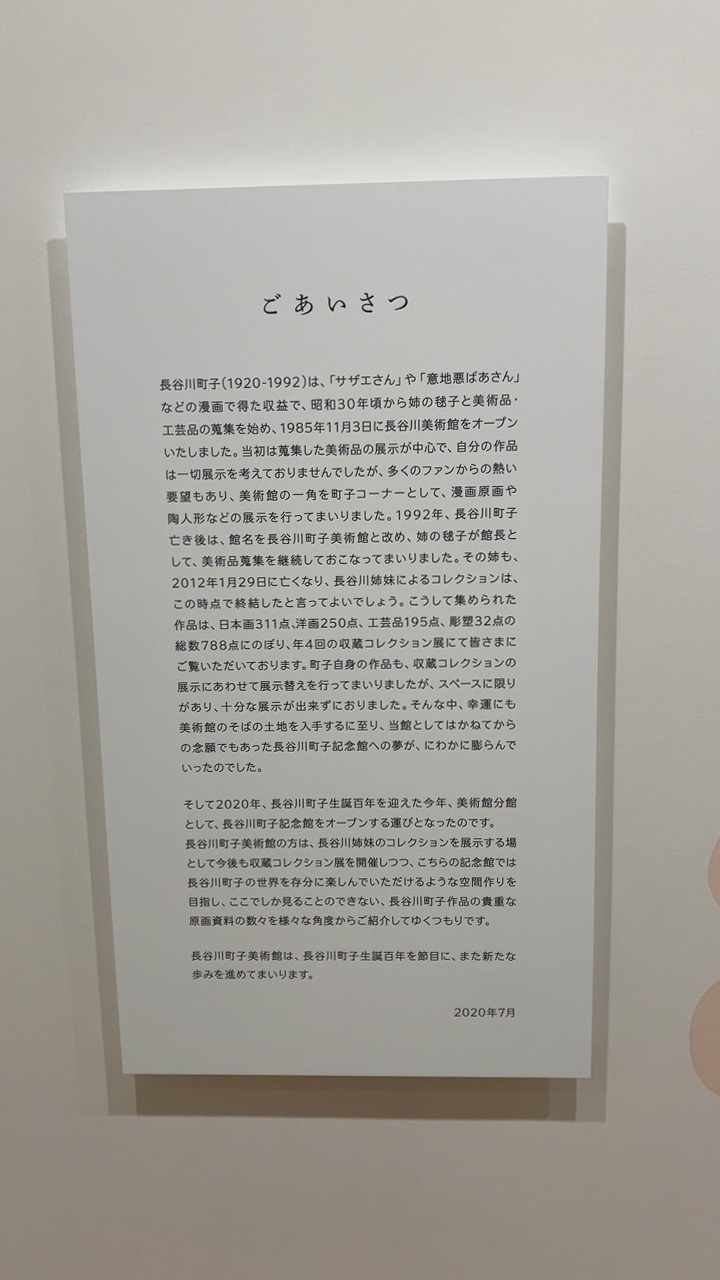 ごあいさつ
長谷川町子(1920-1992)は、「サザエさん」や「意地悪ばあさん」
などの漫画で得た収益で、昭和30年頃から姉の毬子と美術品・
工芸品の蒐集を始め、1985年11月3日に長谷川美術館をオープン
いたしました。当初は蒐集した美術品の展示が中心で、自分の作品
は一切展示を考えておりませんでしたが、多くのファンからの熱い
要望もあり、美術館の一角を町子コーナーとして、漫画原画や
陶人形などの展示を行ってまいりました。1992年、長谷川町子
亡き後は、館名を長谷川町子美術館と改め、姉の毬子が館長と
して、美術品蒐集を継続しておこなってまいりました。その姉も、
2012年1月29日に亡くなり、長谷川姉妹によるコレクションは、
この時点で終結したと言ってよいでしょう。こうして集められた
作品は、日本画311点、洋画250点、工芸品195点、彫塑32点の
総数788点にのぼり、年4回の収蔵コレクション展にて皆さまに
ご覧いただいております。町子自身の作品も、収蔵コレクションの
展示にあわせて展示替えを行ってまいりましたが、スペースに限り
があり、十分な展示が出来ずにおりました。そんな中、幸運にも
美術館のそばの土地を入手するに至り、当館としてはかねてから
の念願でもあった長谷川町子記念館への夢が、にわかに膨らんで
いったのでした。
そして2020年、長谷川町子生誕百年を迎えた今年、美術館分館
として、長谷川町子記念館をオープンする運びとなったのです。
長谷川町子美術館の方は、長谷川姉妹のコレクションを展示する場
として今後も収蔵コレクション展を開催しつつ、こちらの記念館では
長谷川町子の世界を存分に楽しんでいただけるような空間作りを
目指し、ここでしか見ることのできない、長谷川町子作品の貴重な
原画資料の数々を様々な角度からご紹介してゆくつもりです。
長谷川町子美術館は、長谷川町子生誕百年を節目に、また新たな
歩みを進めてまいります。
2020年7月